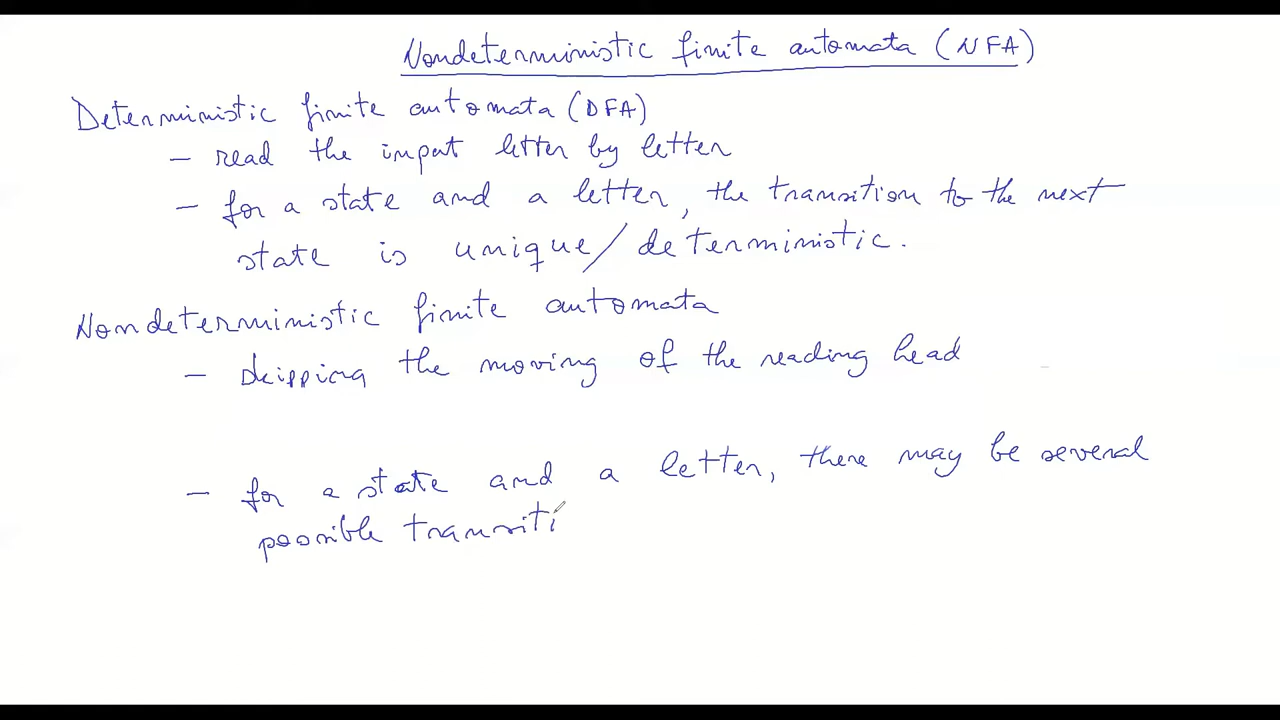 Nondeterministic finite automata (NFA)
Deterministic finite automata (DFA)
- read the input letter by letter
- for a state and a letter, the transition to the next
state is unique/deterministic.
Nondeterministic finite automata
- skipping the moving of the reading head
- for a state and a letter, there may be several
possible transiti